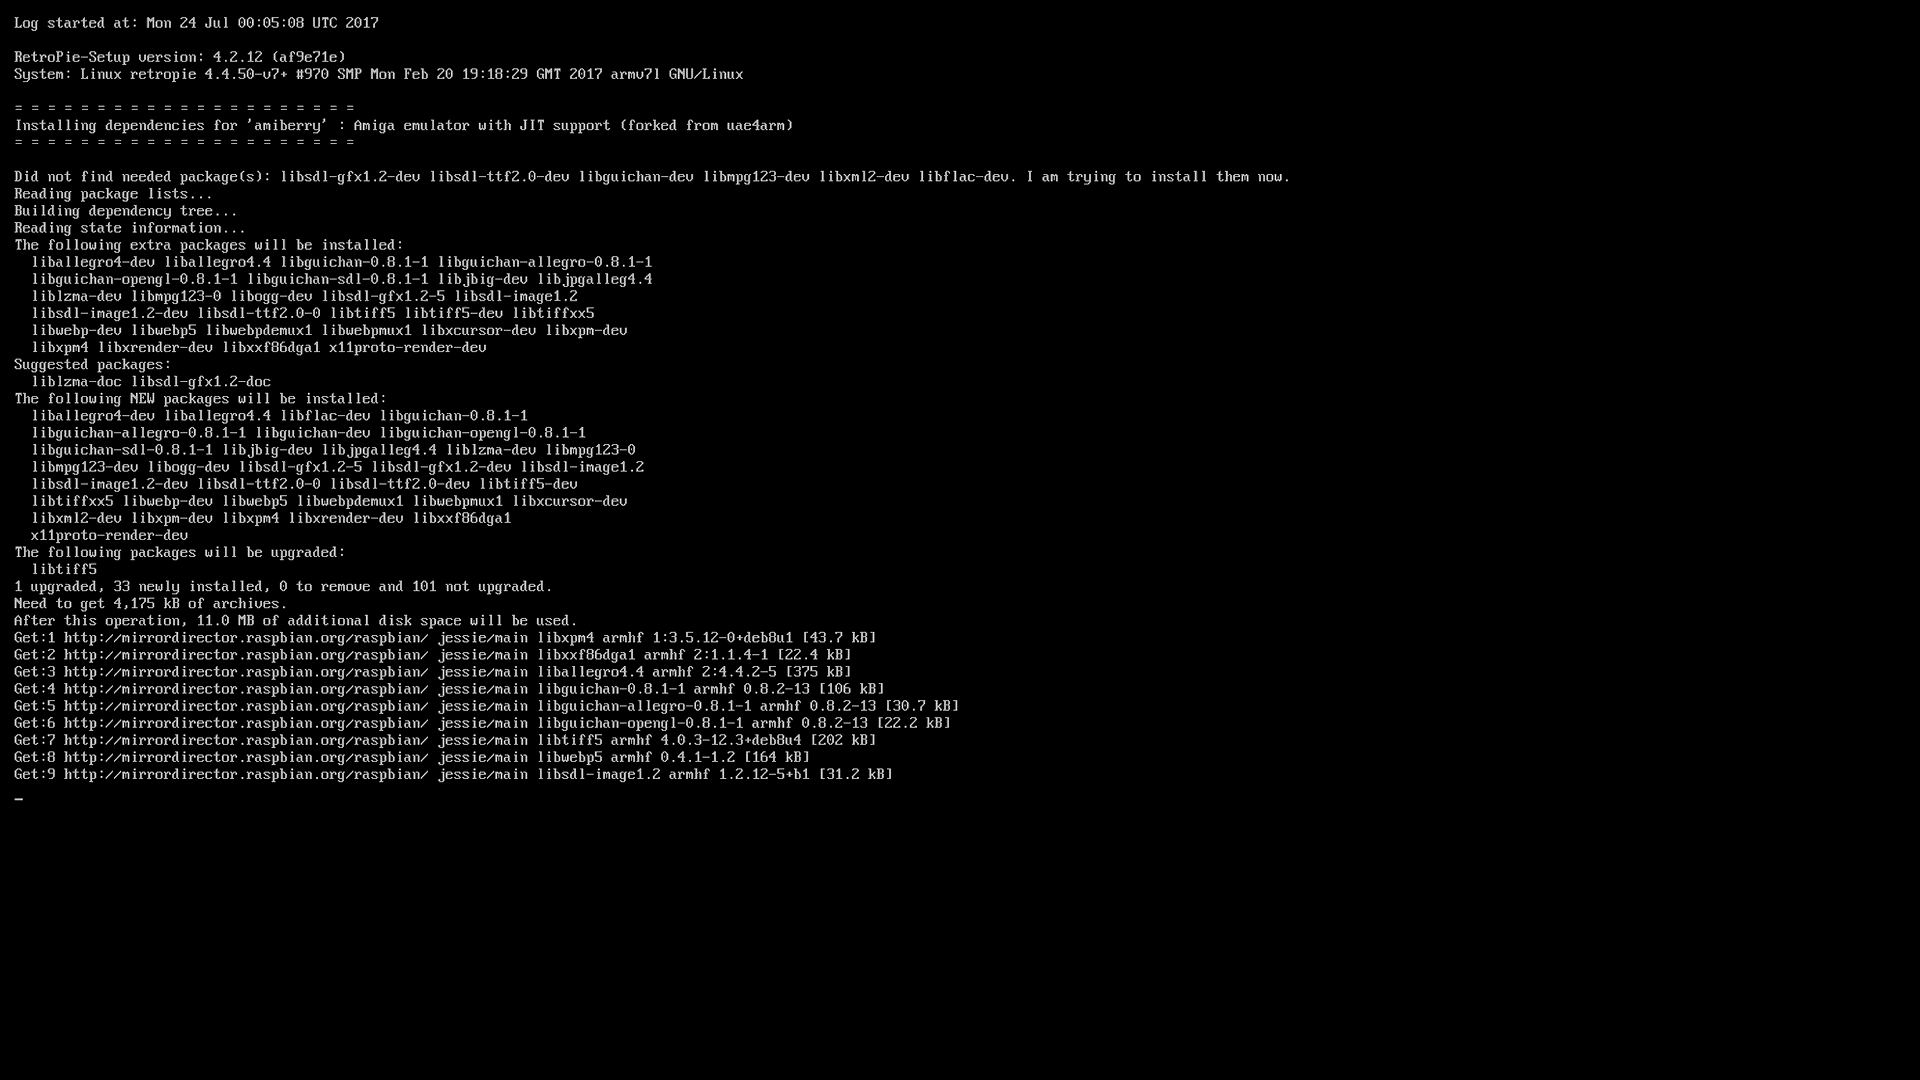 Log started at: Mon 24 Jul 00:05:08 UTC 2017
RetroPie-Setup version: 4.2.12 (af9e71e)
System: Linux retropie 4.4.50-v7+ #970 SMP Mon Feb 20 19:18:29 GMT 2017 armv7l GNU/Linux
= = = = = = = = = = = = = = = = = = = = =
Installing dependencies for 'amiberry' : Amiga emulator with JIT support (forked from uae4arm)
= = = = = = = = = = = = = = = = = = = = =
Did not find needed package(s): libsdl-gfx1.2-dev libsdl-ttf2.0-dev libguichan-dev libmpg123-dev libxml2-dev libflac-dev. I am trying to install them now.
Reading package lists...
Building dependency tree...
Reading state information...
The following extra packages will be installed:
liballegro4-dev liballegro4.4 libguichan-0.8.1-1 libguichan-allegro-0.8.1-1
libguichan-opengl-0.8.1-1 libguichan-sdl-0.8.1-1 libjbig-dev libjpgalleg4.4
liblzma-dev libmpg123-0 libogg-dev libsdl-gfx1.2-5 libsdl-image1.2
libsdl-image1.2-dev libsdl-ttf2.0-0 libtiff5 libtiff5-dev libtiffxx5
libwebp-dev libwebp5 libwebpdemux1 libwebpmux1 libxcursor-dev libxpm-dev
libxpm4 libxrender-dev libxxf86dga1 x11proto-render-dev
Suggested packages:
liblzma-doc libsdl-gfx1.2-doc
The following NEW packages will be installed:
liballegro4-dev liballegro4.4 libflac-dev libguichan-0.8.1-1
libguichan-allegro-0.8.1-1 libguichan-dev libguichan-opengl-0.8.1-1
libguichan-sdl-0.8.1-1 libjbig-dev libjpgalleg4.4 liblzma-dev libmpg123-0
libmpg123-dev libogg-dev libsdl-gfx1.2-5 libsdl-gfx1.2-dev libsdl-image1.2
libsdl-image1.2-dev libsdl-ttf2.0-0 libsdl-ttf2.0-dev libtiff5-dev
libtiffxx5 libwebp-dev libwebp5 libwebpdemux1 libwebpmux1 libxcursor-dev
libxml2-dev libxpm-dev libxpm4 libxrender-dev libxxf86dga1
x11proto-render-dev
The following packages will be upgraded:
libtiff5
1 upgraded, 33 newly installed, 0 to remove and 101 not upgraded.
Need to get 4,175 kB of archives.
After this operation, 11.0 MB of additional disk space will be used.
Get:1 http://mirrordirector.raspbian.org/raspbian/ jessie/main libxpm4 armhf 1:3.5.12-0+deb8u1 [43.7 kB]
Get:2 http://mirrordirector.raspbian.org/raspbian/ jessie/main libxxf86dga1 armhf 2:1.1.4-1 [22.4 kB]
Get:3 http://mirrordirector.raspbian.org/raspbian/ jessie/main liballegro4.4 armhf 2:4.4.2-5 [375 kB]
Get:4 http://mirrordirector.raspbian.org/raspbian/ jessie/main libguichan-0.8.1-1 armhf 0.8.2-13 [106 kB]
Get:5 http://mirrordirector.raspbian.org/raspbian/ jessie/main libguichan-allegro-0.8.1-1 armhf 0.8.2-13 [30.7 kB]
Get:6 http://mirrordirector.raspbian.org/raspbian/ jessie/main libguichan-opengl-0.8.1-1 armhf 0.8.2-13 [22.2 kB]
Get:7 http://mirrordirector.raspbian.org/raspbian/ jessie/main libtiff5 armhf 4.0.3-12.3+deb8u4 [202 kB]
Get:8 http://mirrordirector.raspbian.org/raspbian/ jessie/main libwebp5 armhf 0.4.1-1.2 [164 kB]
Get:9 http://mirrordirector.raspbian.org/raspbian/ jessie/main libsdl-image1.2 armhf 1.2.12-5+b1 [31.2 kB]